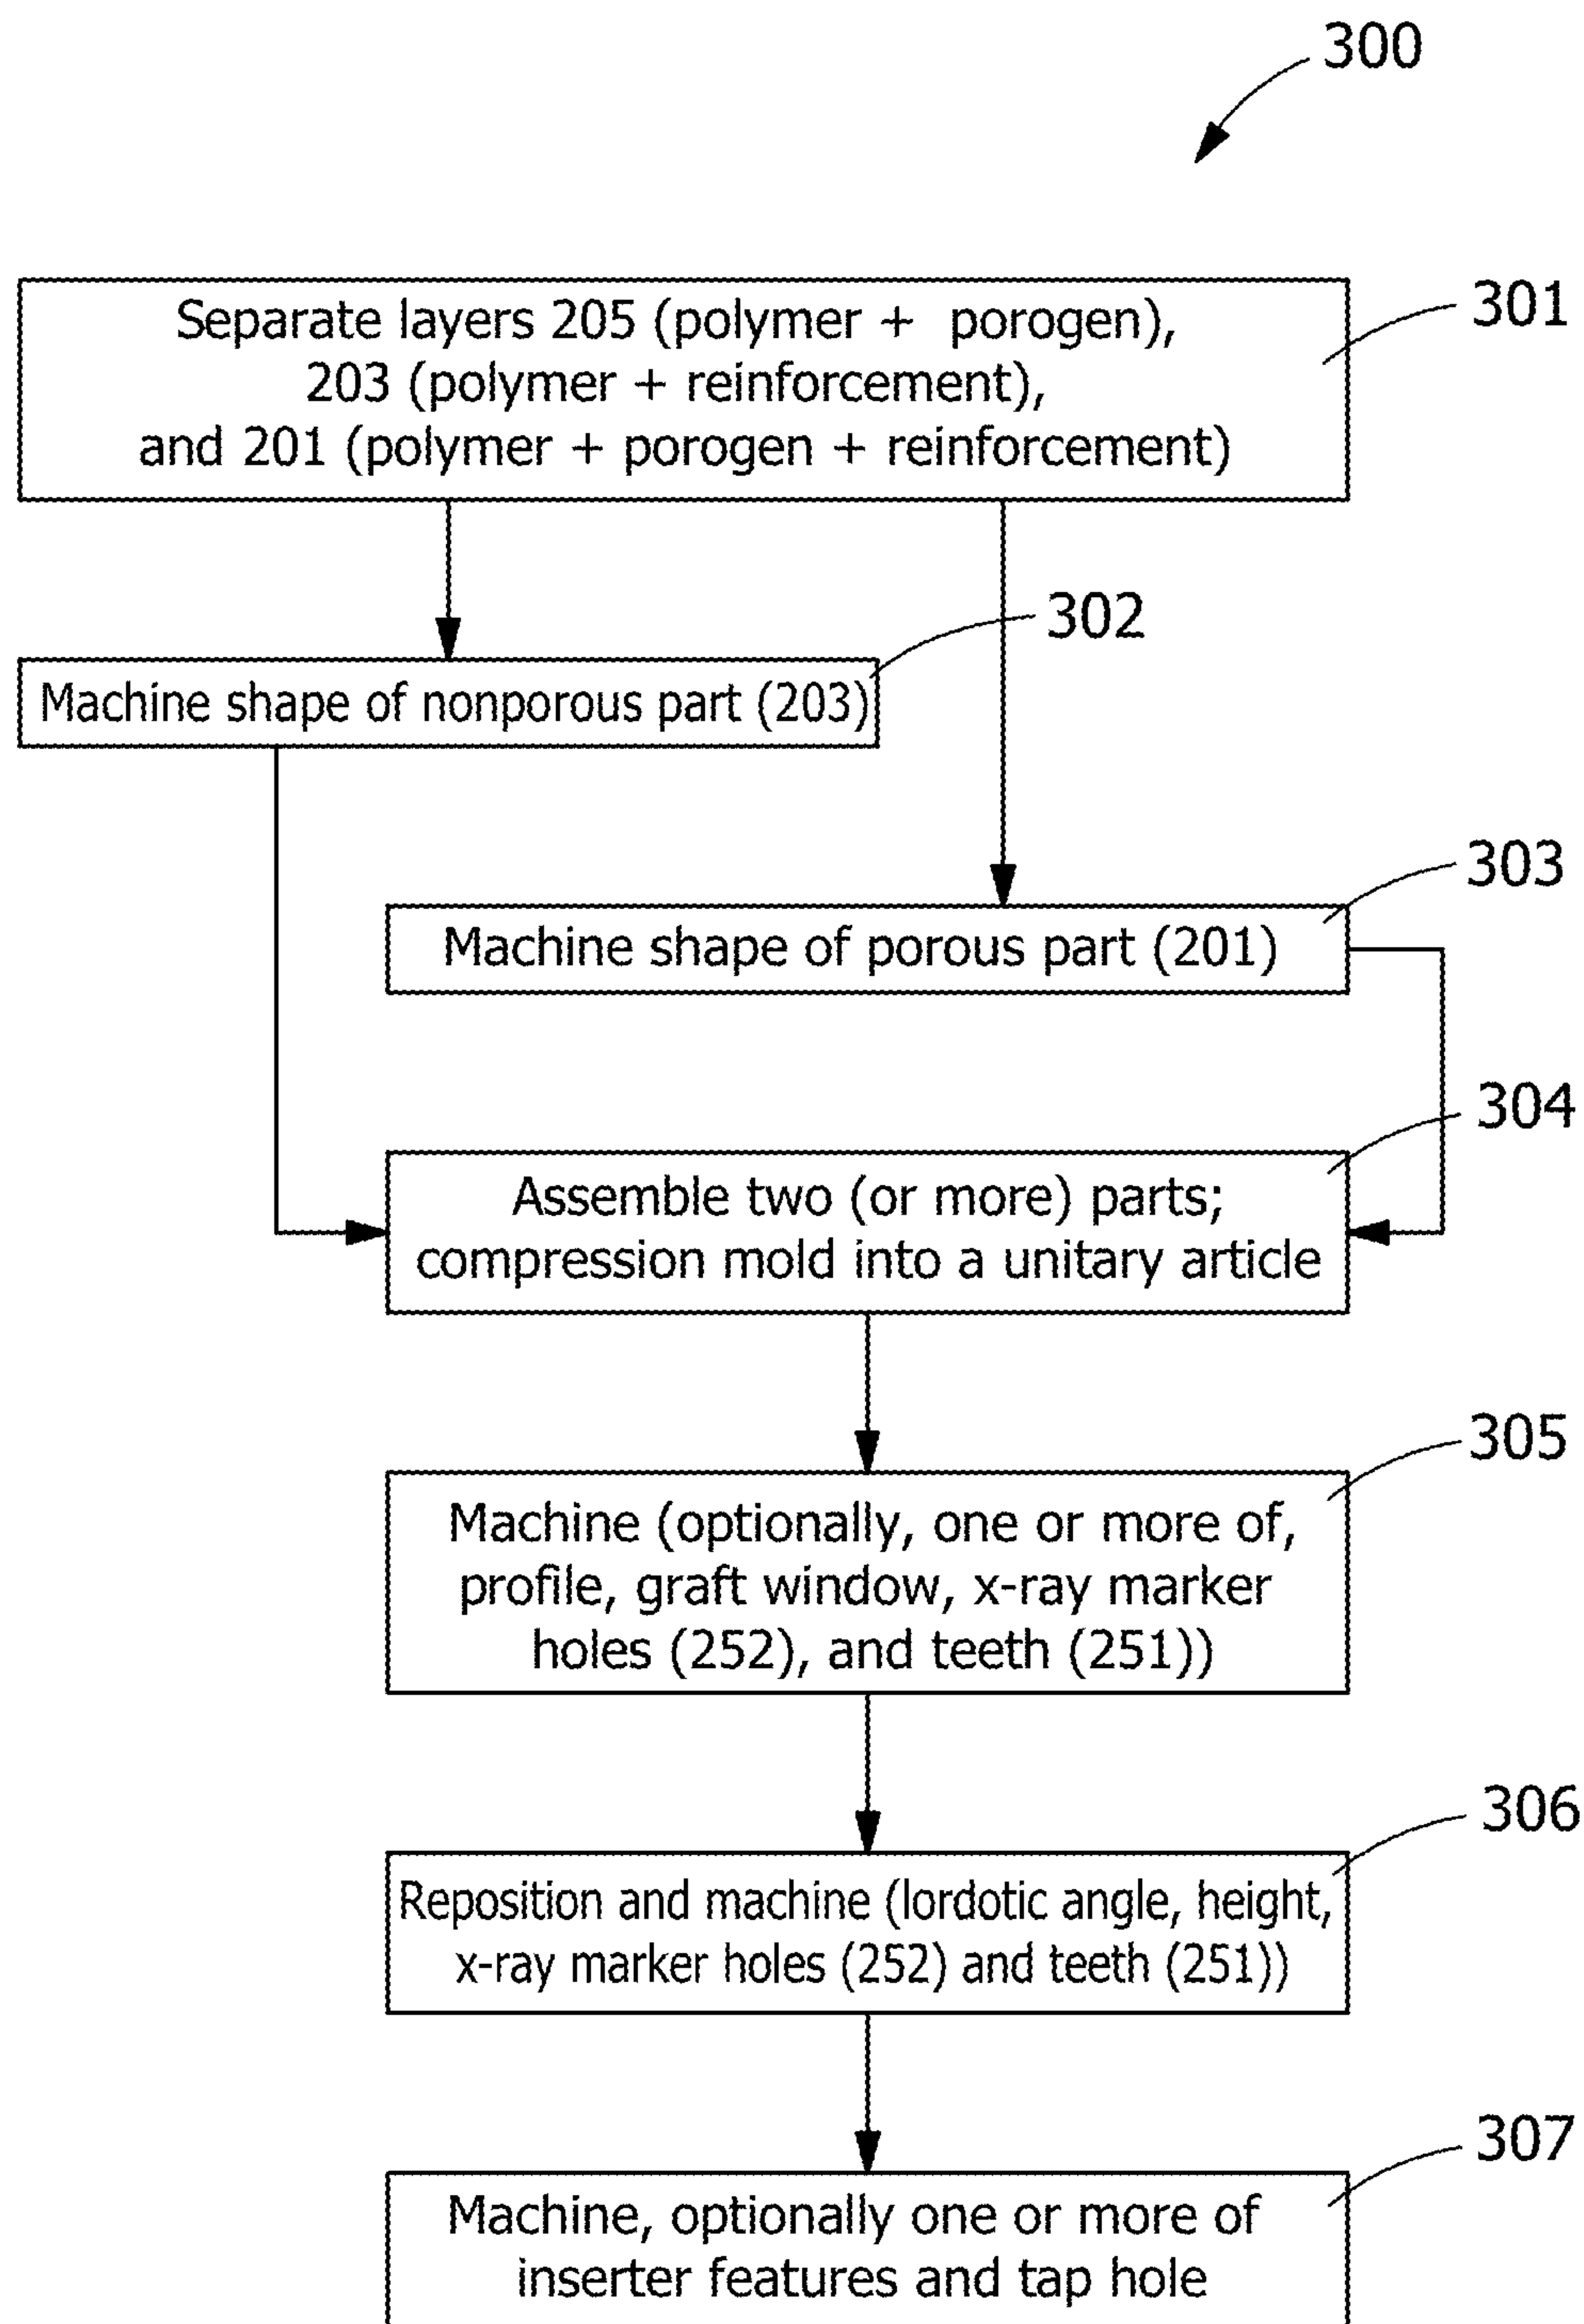 300
Separate layers 205 (polymer + porogen),
203 (polymer + reinforcement),
and 201 (polymer + porogen + reinforcement)
301
302
Machine shape of nonporous part (203)
303
Machine shape of porous part (201)
304
Assemble two (or more) parts;
compression mold into a unitary article
305
Machine (optionally, one or more of,
profile, graft window, x-ray marker
holes (252), and teeth (251))
306
Reposition and machine (lordotic angle, height,
x-ray marker holes (252) and teeth (251))
307
Machine, optionally one or more of
inserter features and tap hole